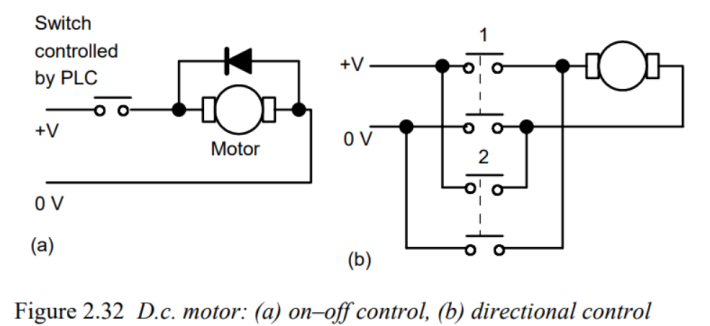 Switch
controlled
by PLC
+V
Motor
0 V
(a)
1
+V
0 V
2
(b)
Figure 2.32 D.c. motor: (a) on–off control, (b) directional control